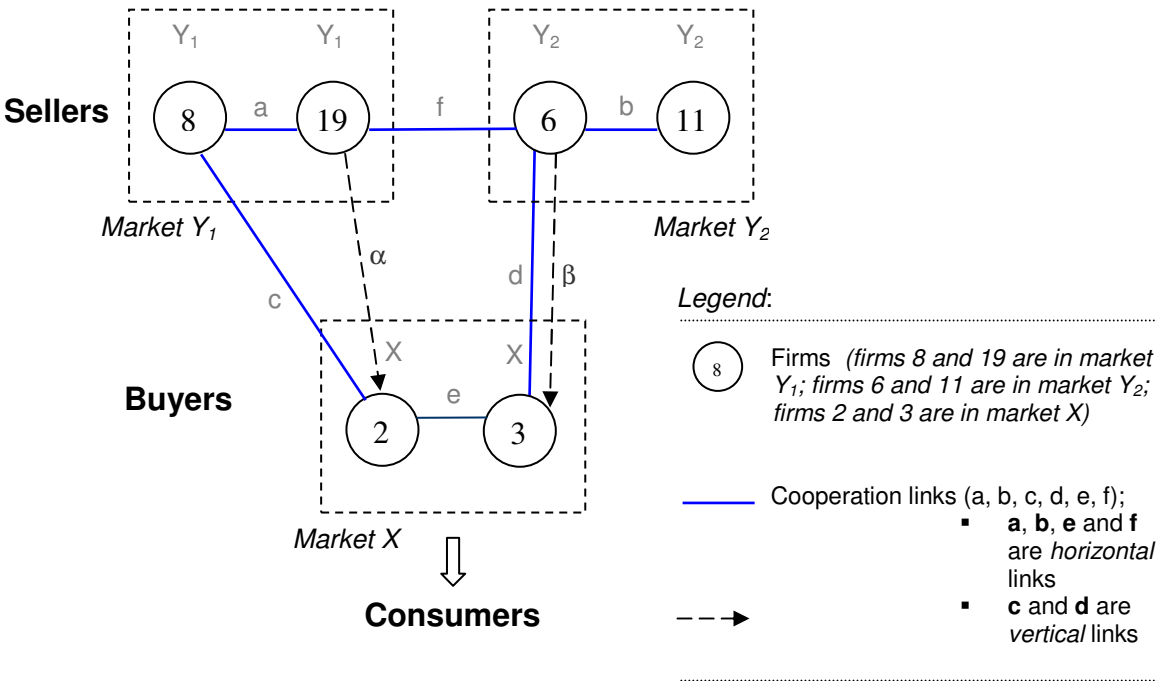 Y1 Y1 Y2 Y2
Sellers 8 a 19 f 6 b 11
Market Y1 Market Y2
α
d β
c
Legend:
X X
8 Firms (firms 8 and 19 are in market
Y1; firms 6 and 11 are in market Y2;
firms 2 and 3 are in market X)
Buyers e
2 3
Cooperation links (a, b, c, d, e, f);
▪ a, b, e and f
are horizontal
links
▪ c and d are
vertical links
Market X
Consumers